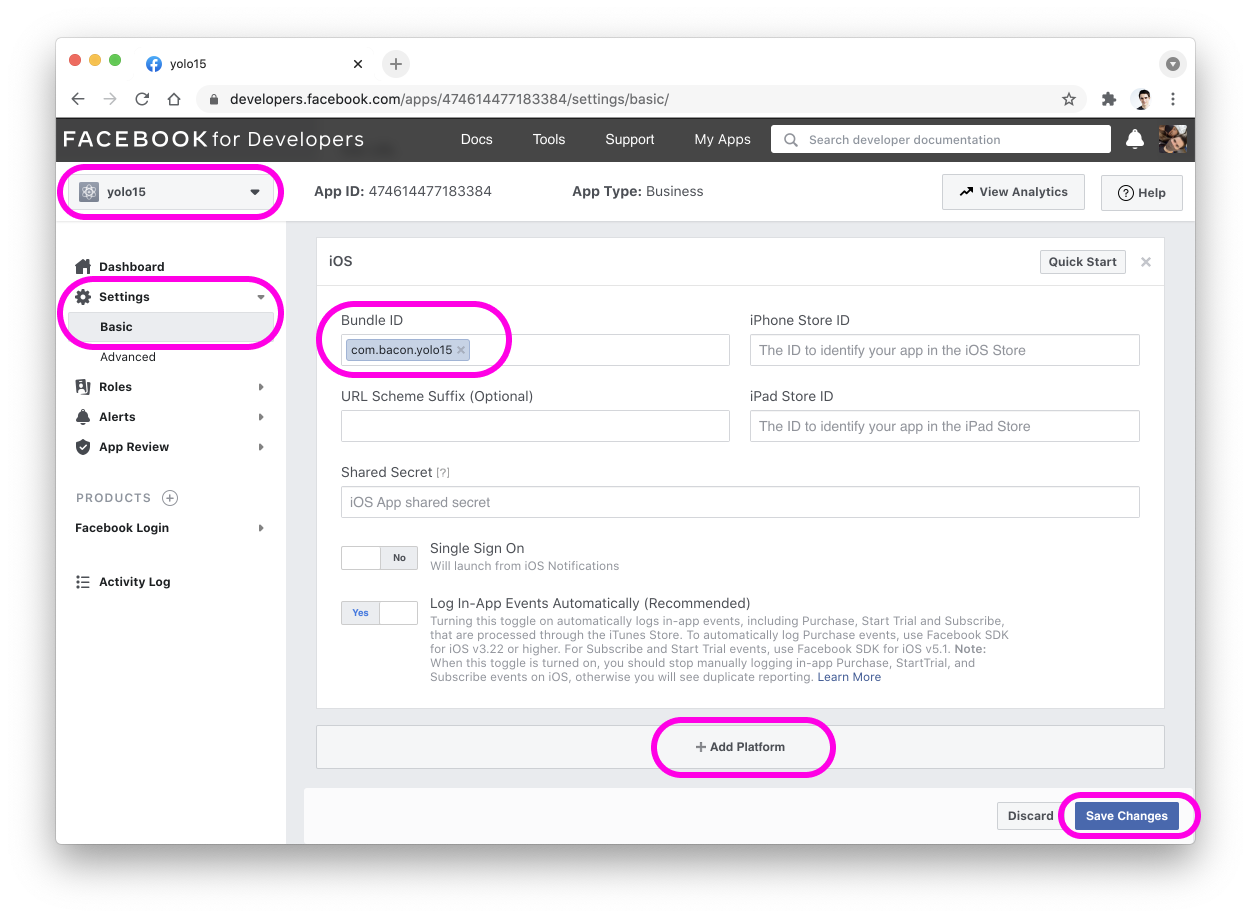 yolo15
developers.facebook.com/apps/474614477183384/settings/basic/
FACEBOOK for Developers
Docs
Tools
Support
My Apps
Search developer documentation
yolo15
App ID: 474614477183384
App Type: Business
View Analytics
Help
Dashboard
Settings
Basic
Advanced
Roles
Alerts
App Review
PRODUCTS
Facebook Login
Activity Log
iOS
Quick Start
Bundle ID
com.bacon.yolo15
iPhone Store ID
The ID to identify your app in the iOS Store
URL Scheme Suffix (Optional)
iPad Store ID
The ID to identify your app in the iPad Store
Shared Secret [?]
iOS App shared secret
No
Single Sign On
Will launch from iOS Notifications
Yes
Log In-App Events Automatically (Recommended)
Turning this toggle on automatically logs in-app events, including Purchase, Start Trial and Subscribe,
that are processed through the iTunes Store. To automatically log Purchase events, use Facebook SDK
for iOS v3.22 or higher. For Subscribe and Start Trial events, use Facebook SDK for iOS v5.1. Note:
When this toggle is turned on, you should stop manually logging in-app Purchase, StartTrial, and
Subscribe events on iOS, otherwise you will see duplicate reporting. Learn More
+ Add Platform
Discard
Save Changes